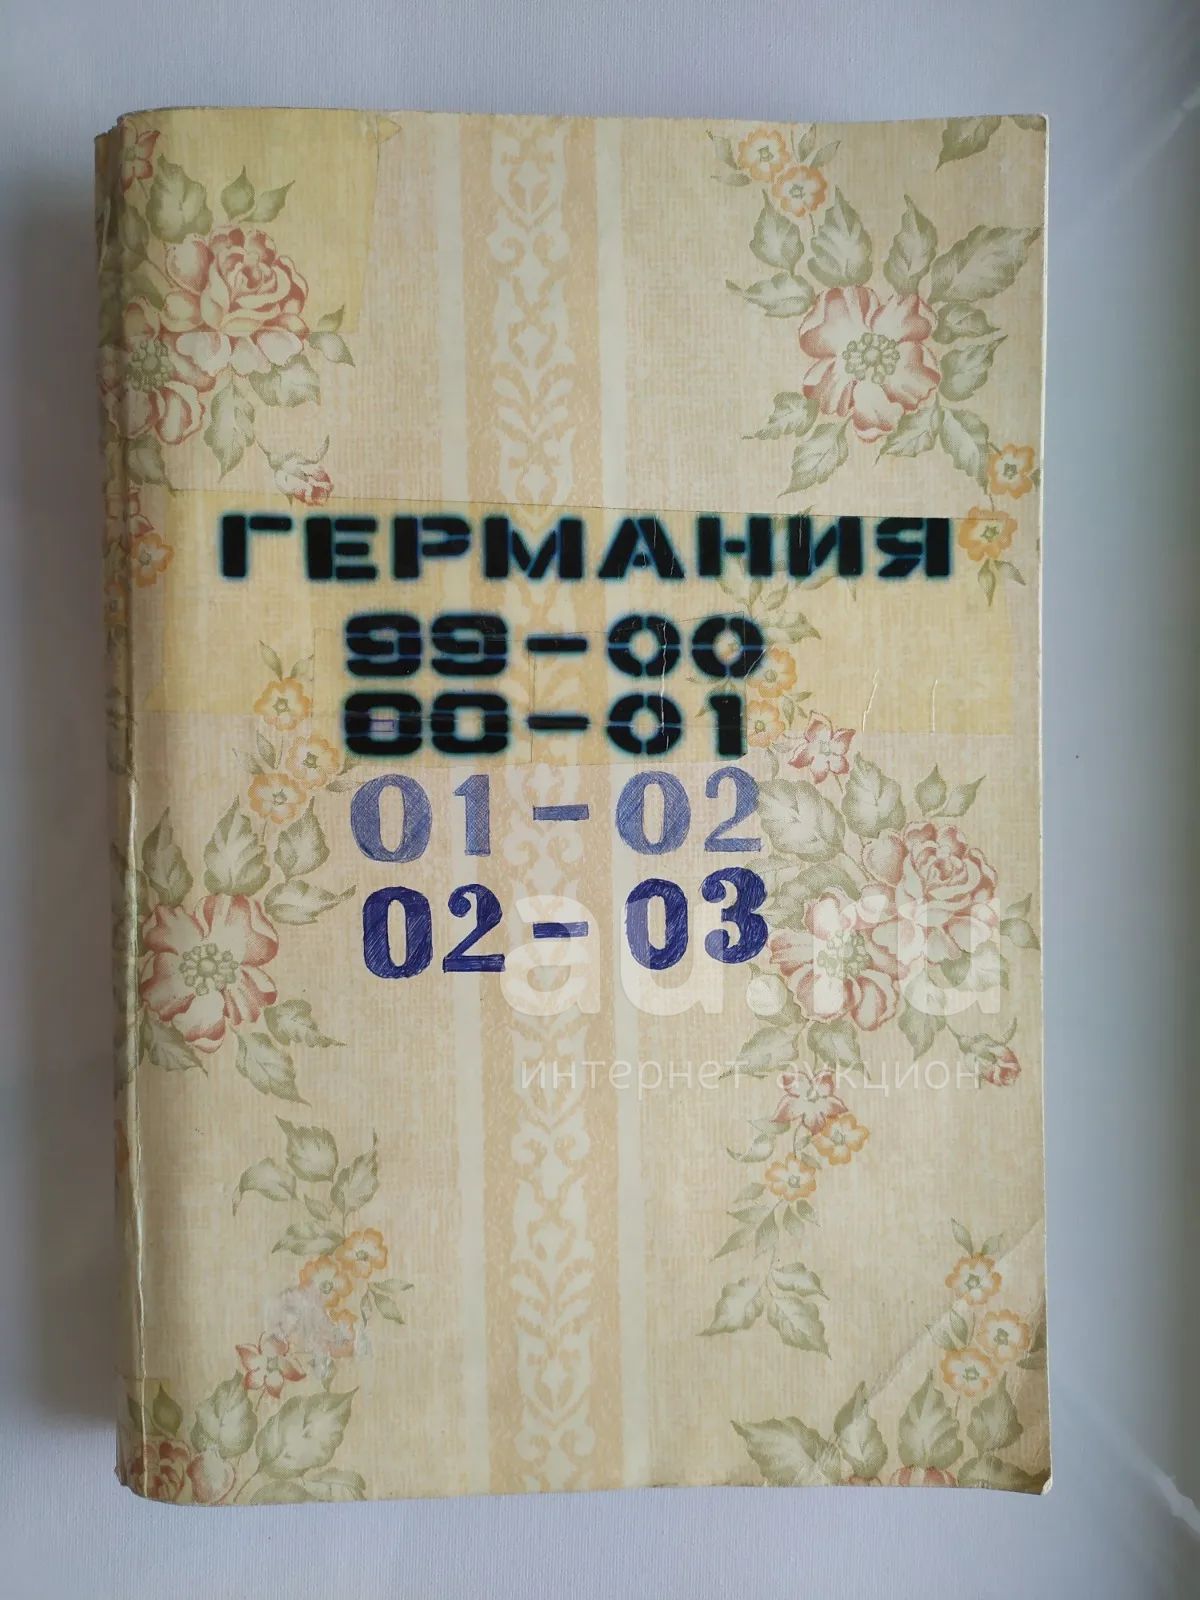 ГЕРМАНИЯ
99-00
00-01
01-02
02-03
au.ru
интернет-аукцион